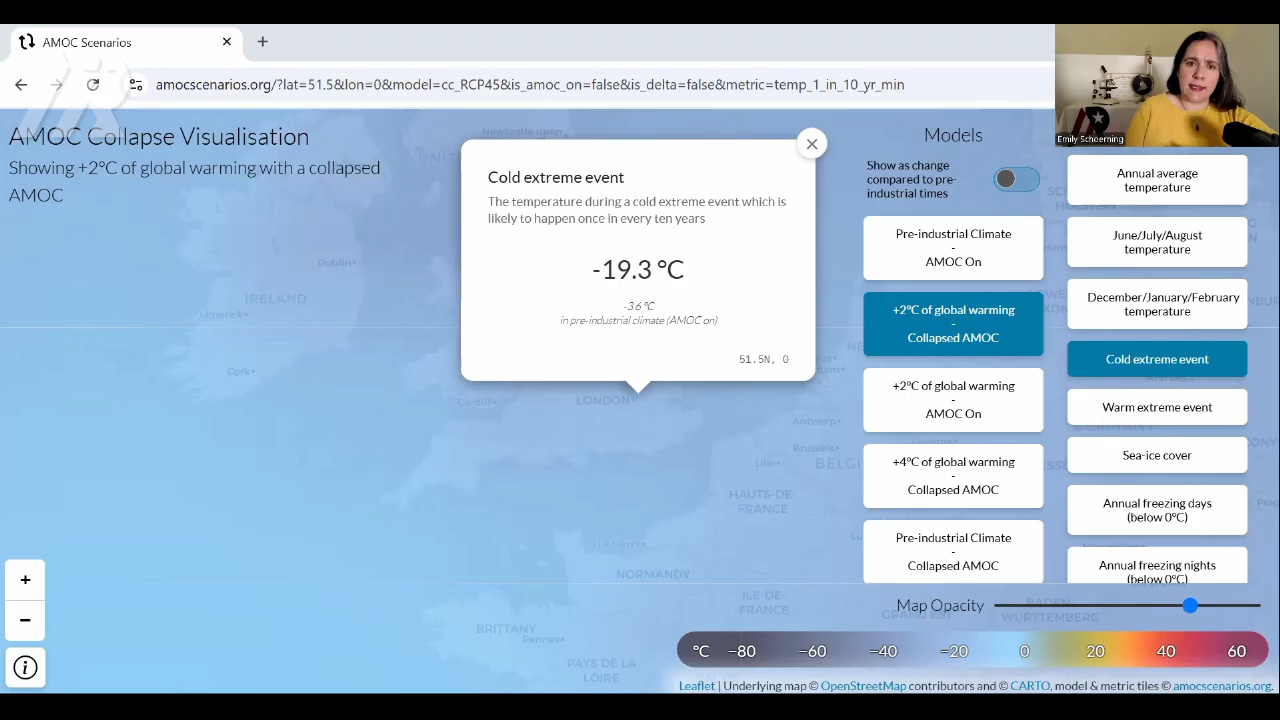 AMOC Scenarios
amocscenarios.org/?lat=51.5&lon=0&model=cc_RCP45&is_amoc_on=false&is_delta=false&metric=temp_1_in_10_yr_min
Emily Schoerning
AMOC Collapse Visualisation
Showing +2°C of global warming with a collapsed
AMOC
Newcastle upon
Dublin
IRELAND
Limerick
Cork
Cardiff
LONDON
Antwerp
Brussels
Lille
HAUTS-DE-
FRANCE
Le Havre
NORMANDY
ILE-DE-
FRANCE
BRITTANY
Rennes
PAYS DE LA
LOIRE
Cold extreme event
The temperature during a cold extreme event which is
likely to happen once in every ten years
-19.3 °C
-3.6 °C
in pre-industrial climate (AMOC on)
51.5N, 0
Models
Show as change
compared to pre-
industrial times
Pre-industrial Climate
-
AMOC On
+2°C of global warming
-
Collapsed AMOC
+2°C of global warming
-
AMOC On
+4°C of global warming
-
Collapsed AMOC
Pre-industrial Climate
-
Collapsed AMOC
Annual average
temperature
June/July/August
temperature
December/January/February
temperature
Cold extreme event
Warm extreme event
Sea-ice cover
Annual freezing days
(below 0°C)
Annual freezing nights
(below 0°C)
+
−
i
Map Opacity
°C −80 −60 −40 −20 0 20 40 60
Leaflet | Underlying map © OpenStreetMap contributors and © CARTO, model & metric tiles © amocscenarios.org.